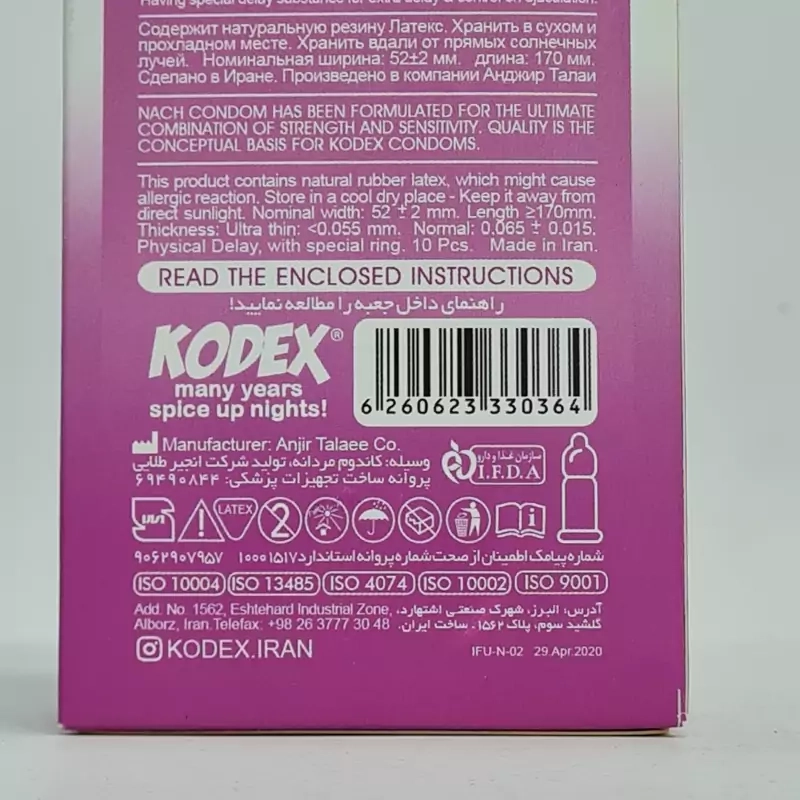 Having special delay substance for extra delay & control on ejaculation.
Содержит натуральную резину Латекс. Хранить в сухом и
прохладном месте. Хранить вдали от прямых солнечных
лучей. Номинальная ширина: 52±2 мм. длина: 170 мм.
Сделано в Иране. Произведено в компании Анджир Талаи
NACH CONDOM HAS BEEN FORMULATED FOR THE ULTIMATE
COMBINATION OF STRENGTH AND SENSITIVITY. QUALITY IS THE
CONCEPTUAL BASIS FOR KODEX CONDOMS.
This product contains natural rubber latex, which might cause
allergic reaction. Store in a cool dry place - Keep it away from
direct sunlight. Nominal width: 52 ± 2 mm. Length ≥170mm.
Thickness: Ultra thin: <0.055 mm. Normal: 0.065 ± 0.015.
Physical Delay, with special ring. 10 Pcs. Made in Iran.
READ THE ENCLOSED INSTRUCTIONS
راهنمای داخل جعبه را مطالعه نمایید!
KODEX®
many years
spice up nights!
6 260623 330364
Manufacturer: Anjir Talaee Co.
وسیله: کاندوم مردانه، تولید شرکت انجیر طلایی
پروانه ساخت تجهیزات پزشکی: ۶۹۴۹۰۸۴۴
سازمان غذا و دارو
I.F.D.A
LATEX
شماره پیامک اطمینان از صحت شماره پروانه استاندارد ۱۰۰۰۱۵۱۷ ۹۰۶۲۹۰۷۹۵۷
ISO 10004 ISO 13485 ISO 4074 ISO 10002 ISO 9001
Add. No. 1562, Eshtehard Industrial Zone,
Alborz, Iran.Telefax: +98 26 3777 30 48
آدرس: البرز، شهرک صنعتی اشتهارد،
گلشید سوم، پلاک ۱۵۶۲. ساخت ایران.
KODEX.IRAN
IFU-N-02 29.Apr.2020